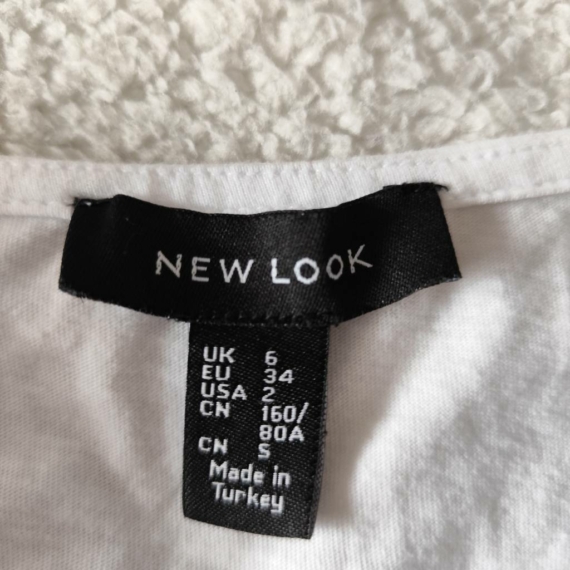 NEW LOOK
UK 6
EU 34
USA 2
CN 160/
80A
CN S
Made in
Turkey